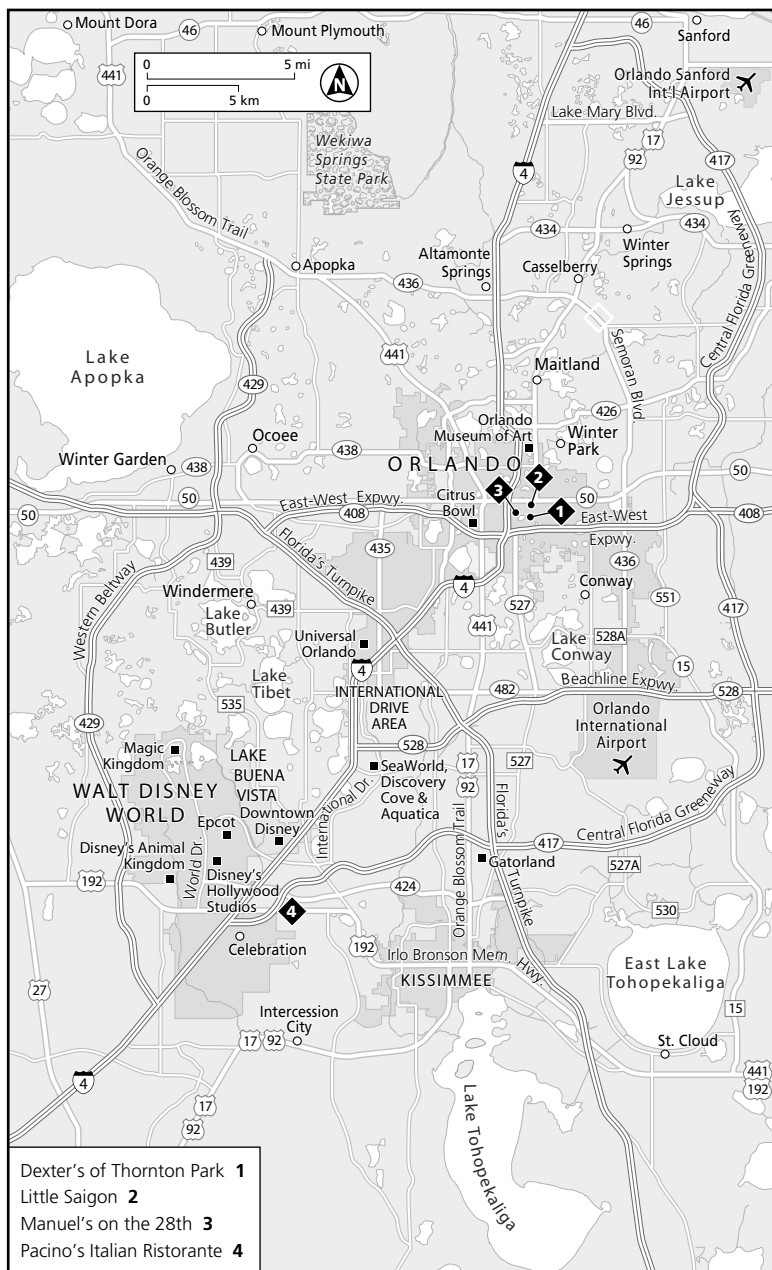 Mount Dora
46
Mount Plymouth
46
Sanford
441
0 5 mi
0 5 km
N
Orlando Sanford
Int'l Airport
Lake Mary Blvd.
17
92
417
4
Wekiwa
Springs
State Park
Orange Blossom Trail
Lake
Jessup
434
434
Winter
Springs
Altamonte
Springs
Casselberry
Apopka
436
Central Florida Greeneway
441
Semoran Blvd.
Lake
Apopka
429
Maitland
426
Orlando
Museum of Art
Winter
Park
Ocoee
438
Winter Garden
438
ORLANDO
50
3
2
1
50
50
50
East-West Expwy.
408
Citrus
Bowl
East-West
Expwy.
408
435
436
Florida's Turnpike
439
Western Beltway
Windermere
439
Lake
Butler
4
527
Conway
551
417
441
Universal
Orlando
Lake
Conway
528A
15
4
Lake
Tibet
535
INTERNATIONAL
DRIVE
AREA
482
Beachline Expwy.
528
429
Orlando
International
Airport
Magic
Kingdom
528
527
LAKE
BUENA
VISTA
SeaWorld,
Discovery
Cove &
Aquatica
17
92
WALT DISNEY
WORLD
Downtown
Disney
International Dr.
Epcot
Orange Blossom Trail
Florida's
Turnpike
Central Florida Greeneway
417
Disney's Animal
Kingdom
World Dr.
Gatorland
527A
192
Disney's
Hollywood
Studios
424
530
4
Celebration
192
Irlo Bronson Mem. Hwy.
KISSIMMEE
East Lake
Tohopekaliga
27
Intercession
City
17 92
15
St. Cloud
4
441
192
17
92
Lake Tohopekaliga
Dexter's of Thornton Park 1
Little Saigon 2
Manuel's on the 28th 3
Pacino's Italian Ristorante 4